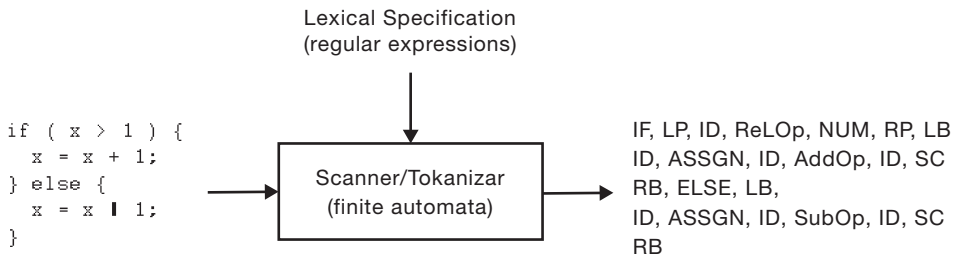 Lexical Specification
(regular expressions)
if ( x > 1 ) {
x = x + 1;
} else {
x = x ▮ 1;
}
Scanner/Tokanizar
(finite automata)
IF, LP, ID, ReLOp, NUM, RP, LB
ID, ASSGN, ID, AddOp, ID, SC
RB, ELSE, LB,
ID, ASSGN, ID, SubOp, ID, SC
RB